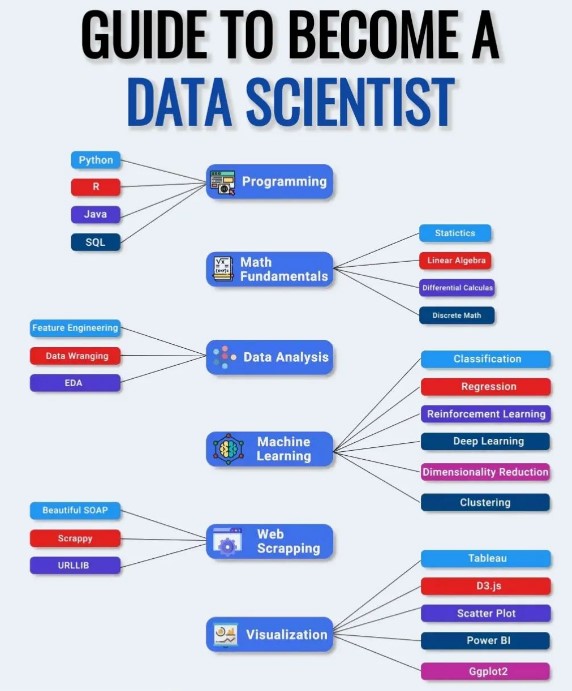 GUIDE TO BECOME A
DATA SCIENTIST
Python
R
Java
SQL
Programming
Math
Fundamentals
Statictics
Linear Algebra
Differential Calculas
Discrete Math
Feature Engineering
Data Wranging
EDA
Data Analysis
Machine
Learning
Classification
Regression
Reinforcement Learning
Deep Learning
Dimensionality Reduction
Clustering
Beautiful SOAP
Scrappy
URLLIB
Web
Scrapping
Visualization
Tableau
D3.js
Scatter Plot
Power BI
Ggplot2